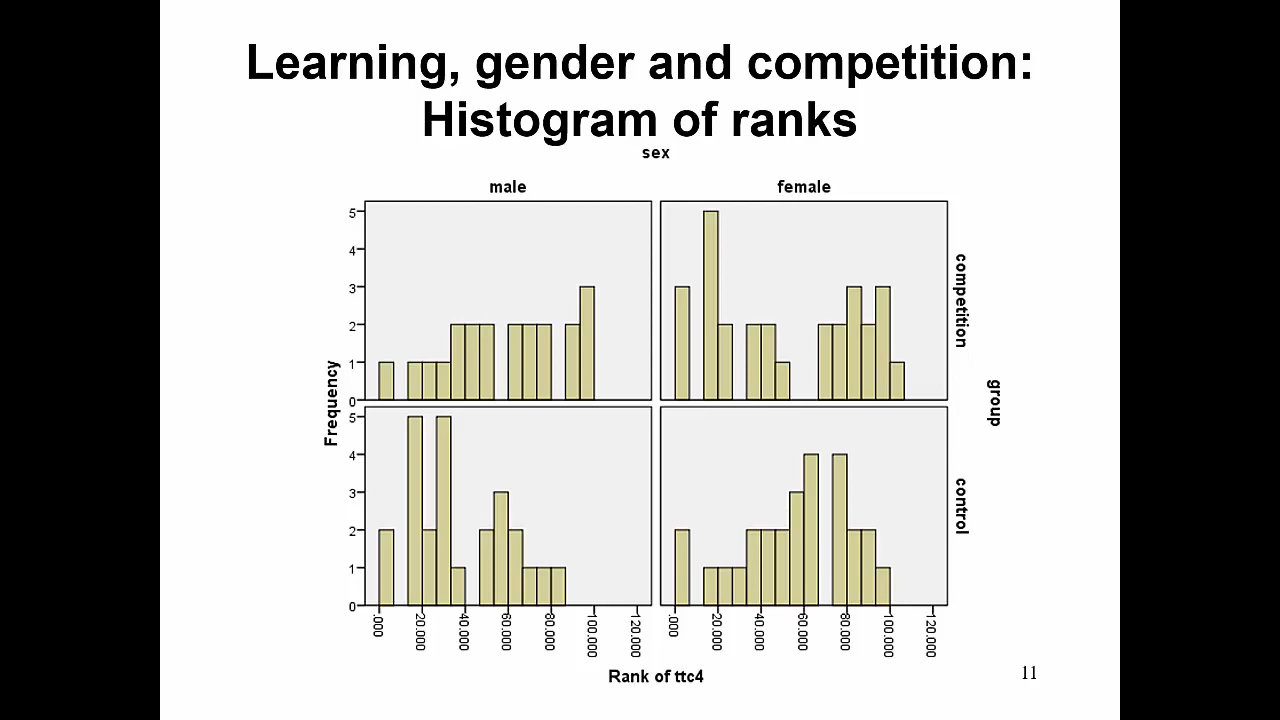 Learning, gender and competition:
Histogram of ranks
sex
male
female
5
4
3
2
1
0
competition
Frequency
group
5
4
3
2
1
0
control
.000
20.000
40.000
60.000
80.000
100.000
120.000
.000
20.000
40.000
60.000
80.000
100.000
120.000
Rank of ttc4
11